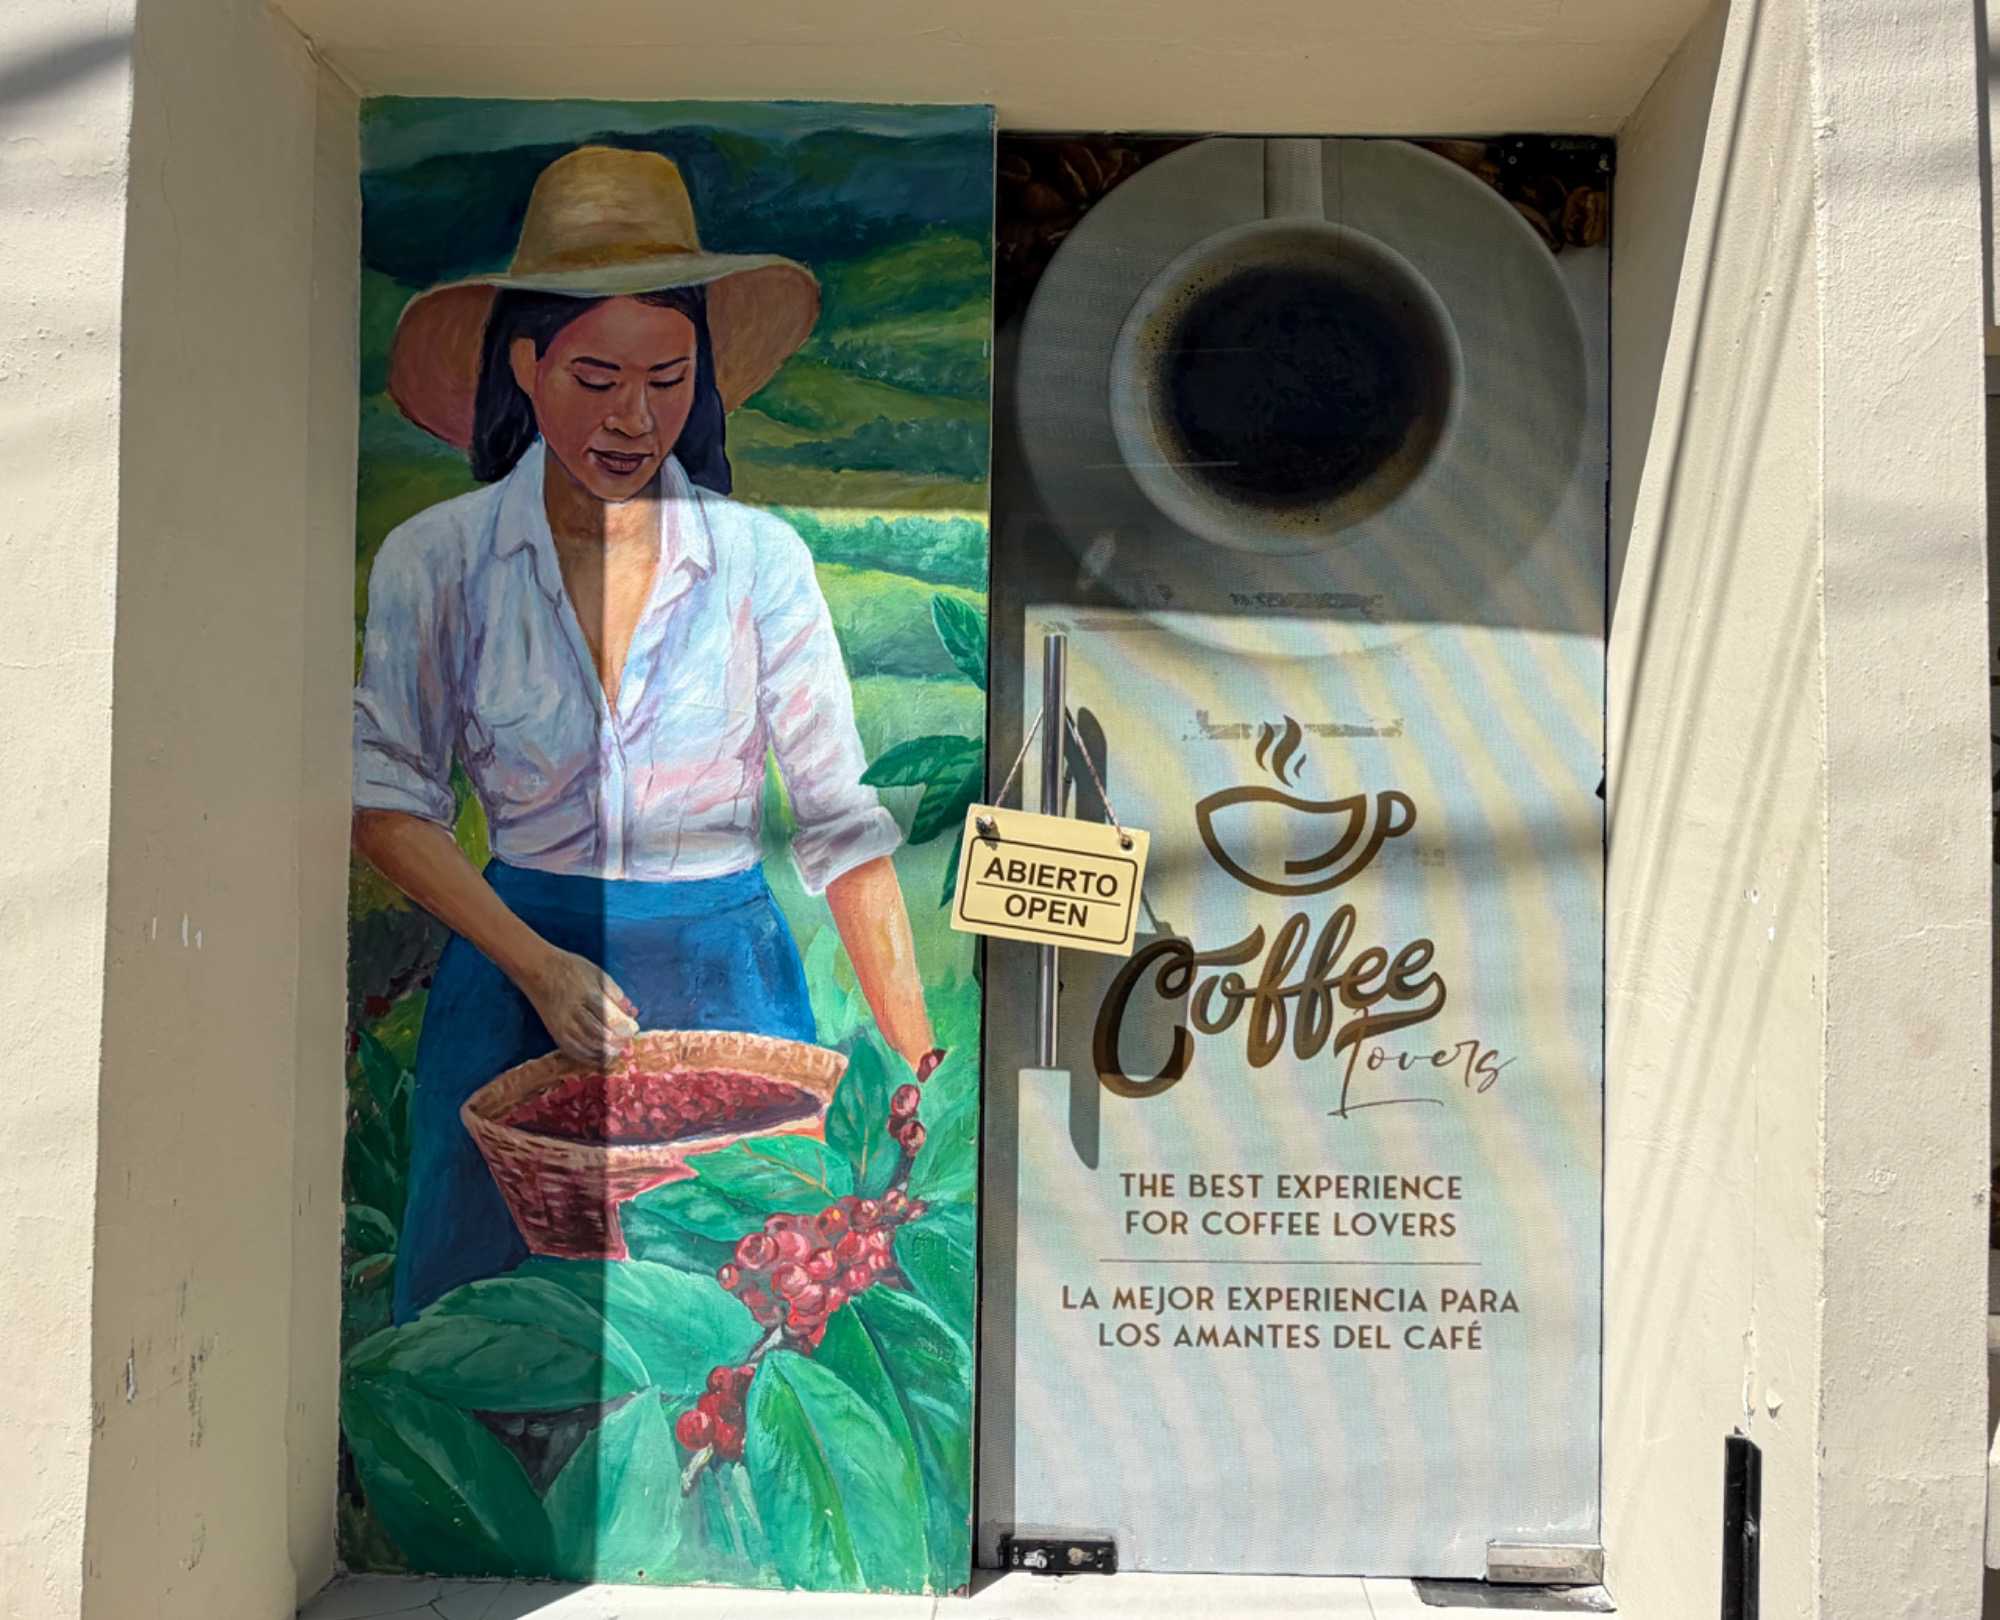 ABIERTO
OPEN
Coffee
Lovers
THE BEST EXPERIENCE
FOR COFFEE LOVERS
LA MEJOR EXPERIENCIA PARA
LOS AMANTES DEL CAFÉ